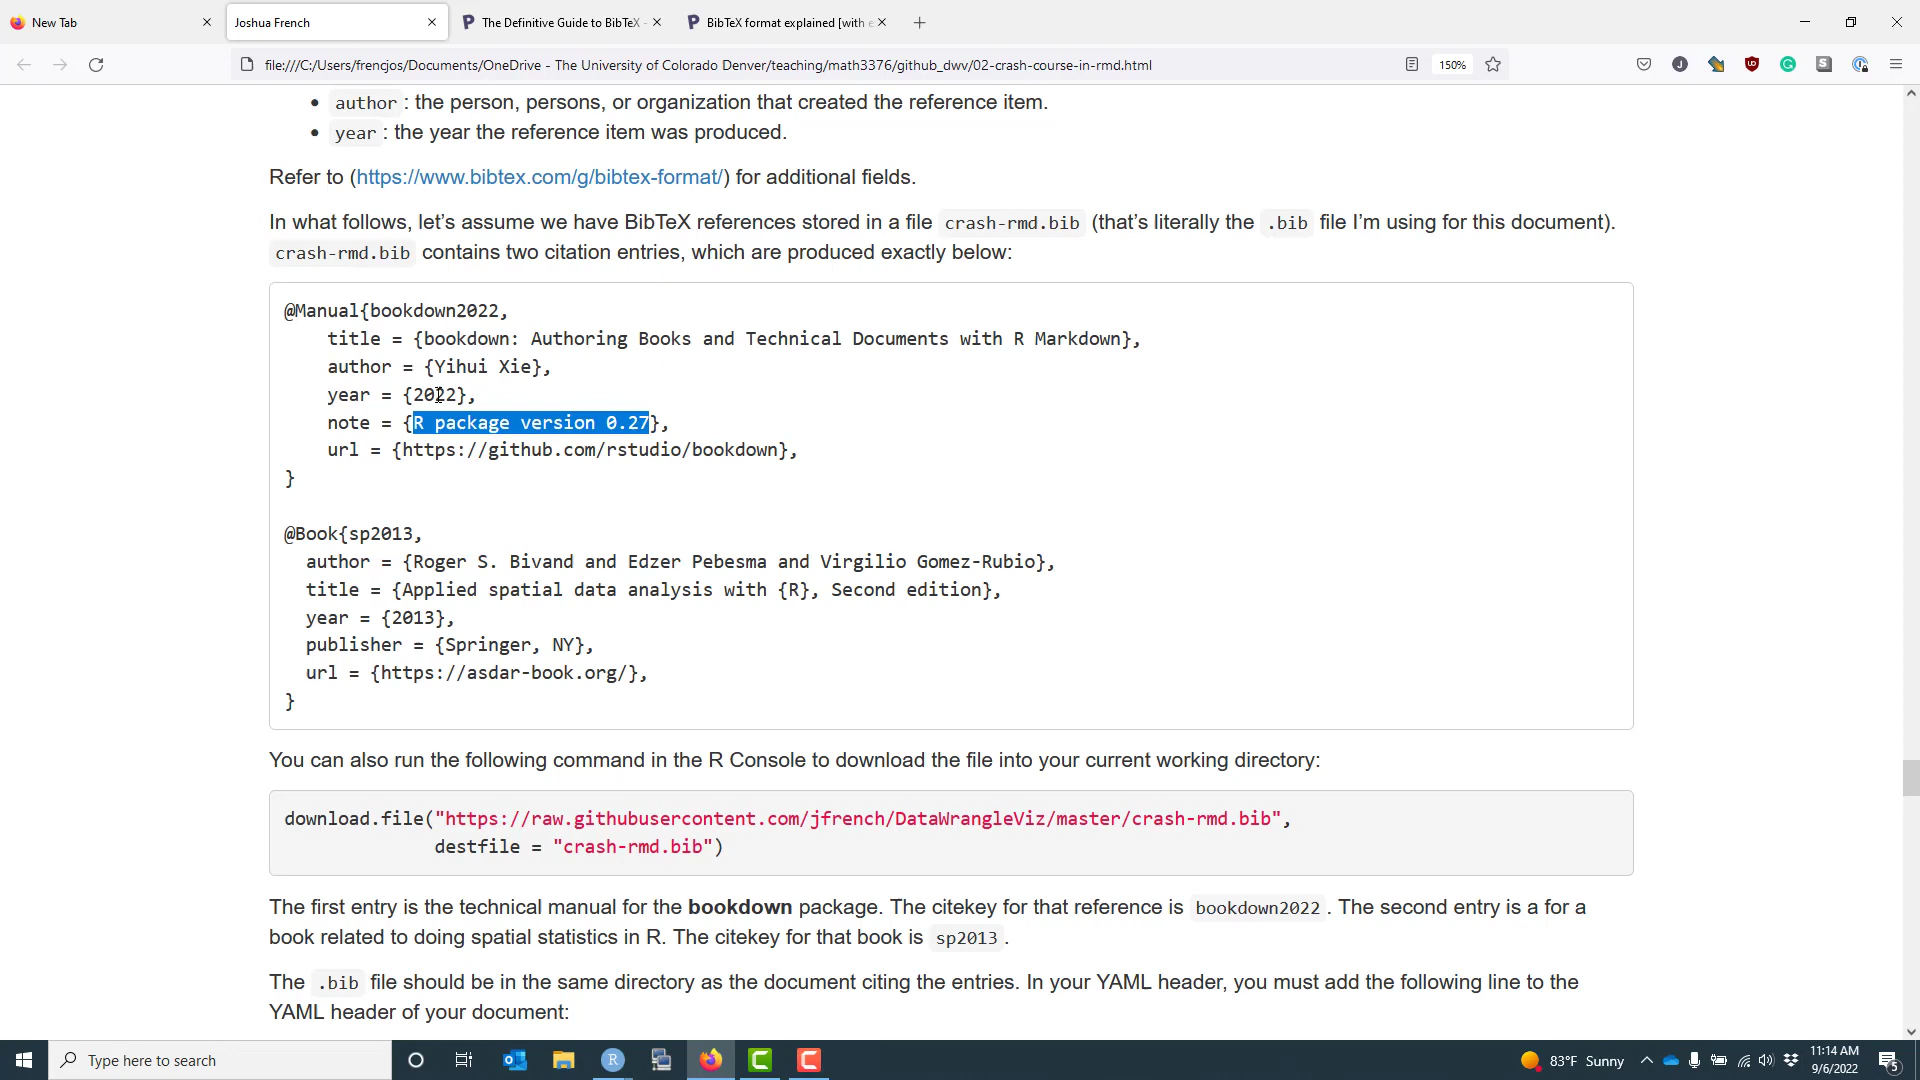 New Tab
Joshua French
The Definitive Guide to BibTeX -
BibTeX format explained [with e
file:///C:/Users/frencjos/Documents/OneDrive - The University of Colorado Denver/teaching/math3376/github_dwv/02-crash-course-in-rmd.html
150%
• author : the person, persons, or organization that created the reference item.
• year : the year the reference item was produced.
Refer to (https://www.bibtex.com/g/bibtex-format/) for additional fields.
In what follows, let’s assume we have BibTeX references stored in a file crash-rmd.bib (that’s literally the .bib file I’m using for this document).
crash-rmd.bib contains two citation entries, which are produced exactly below:
@Manual{bookdown2022,
title = {bookdown: Authoring Books and Technical Documents with R Markdown},
author = {Yihui Xie},
year = {2022},
note = {R package version 0.27},
url = {https://github.com/rstudio/bookdown},
}
@Book{sp2013,
author = {Roger S. Bivand and Edzer Pebesma and Virgilio Gomez-Rubio},
title = {Applied spatial data analysis with {R}, Second edition},
year = {2013},
publisher = {Springer, NY},
url = {https://asdar-book.org/},
}
You can also run the following command in the R Console to download the file into your current working directory:
download.file("https://raw.githubusercontent.com/jfrench/DataWrangleViz/master/crash-rmd.bib",
destfile = "crash-rmd.bib")
The first entry is the technical manual for the bookdown package. The citekey for that reference is bookdown2022 . The second entry is a for a
book related to doing spatial statistics in R. The citekey for that book is sp2013 .
The .bib file should be in the same directory as the document citing the entries. In your YAML header, you must add the following line to the
YAML header of your document:
Type here to search
83°F Sunny
11:14 AM
9/6/2022
5